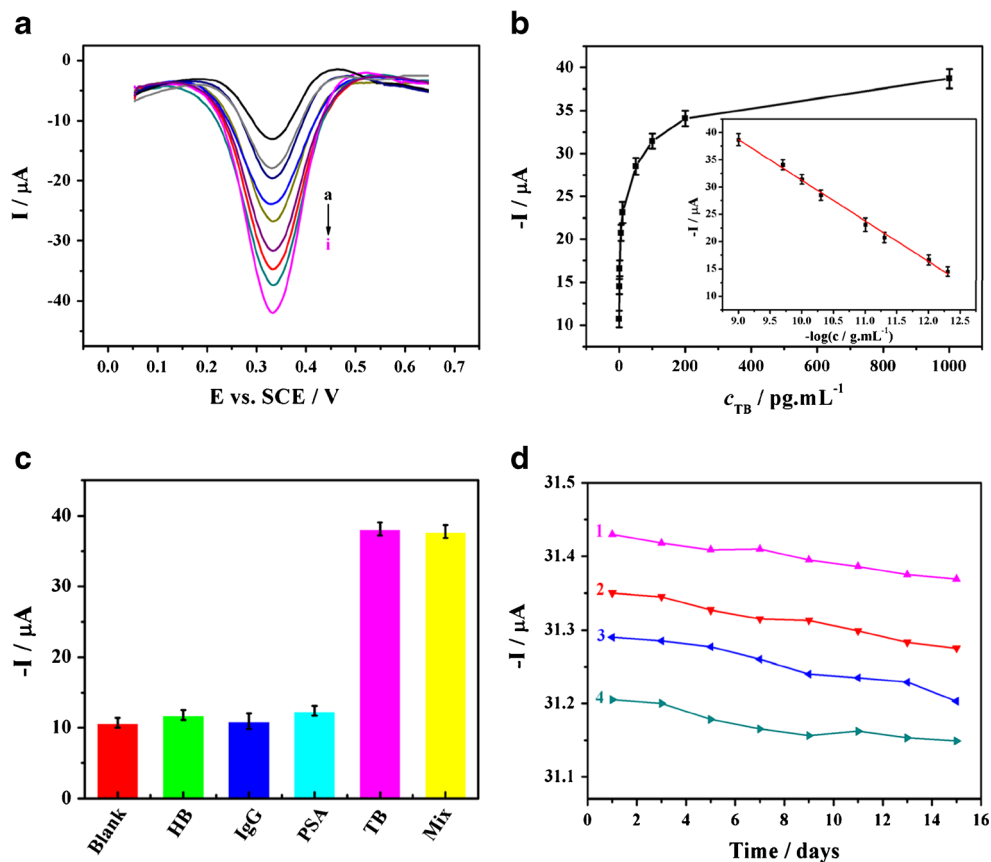 a
I / μA
0
-10
-20
-30
-40
a
i
0.0 0.1 0.2 0.3 0.4 0.5 0.6 0.7
E vs. SCE / V
b
-I / μA
40
35
30
25
20
15
10
0 200 400 600 800 1000
c_TB / pg.mL⁻¹
-I / μA
40
35
30
25
20
15
10
9.0 9.5 10.0 10.5 11.0 11.5 12.0 12.5
-log(c / g.mL⁻¹)
c
-I / μA
40
30
20
10
0
Blank HB IgG PSA TB Mix
d
-I / μA
31.5
31.4
31.3
31.2
31.1
1
2
3
4
0 2 4 6 8 10 12 14 16
Time / days